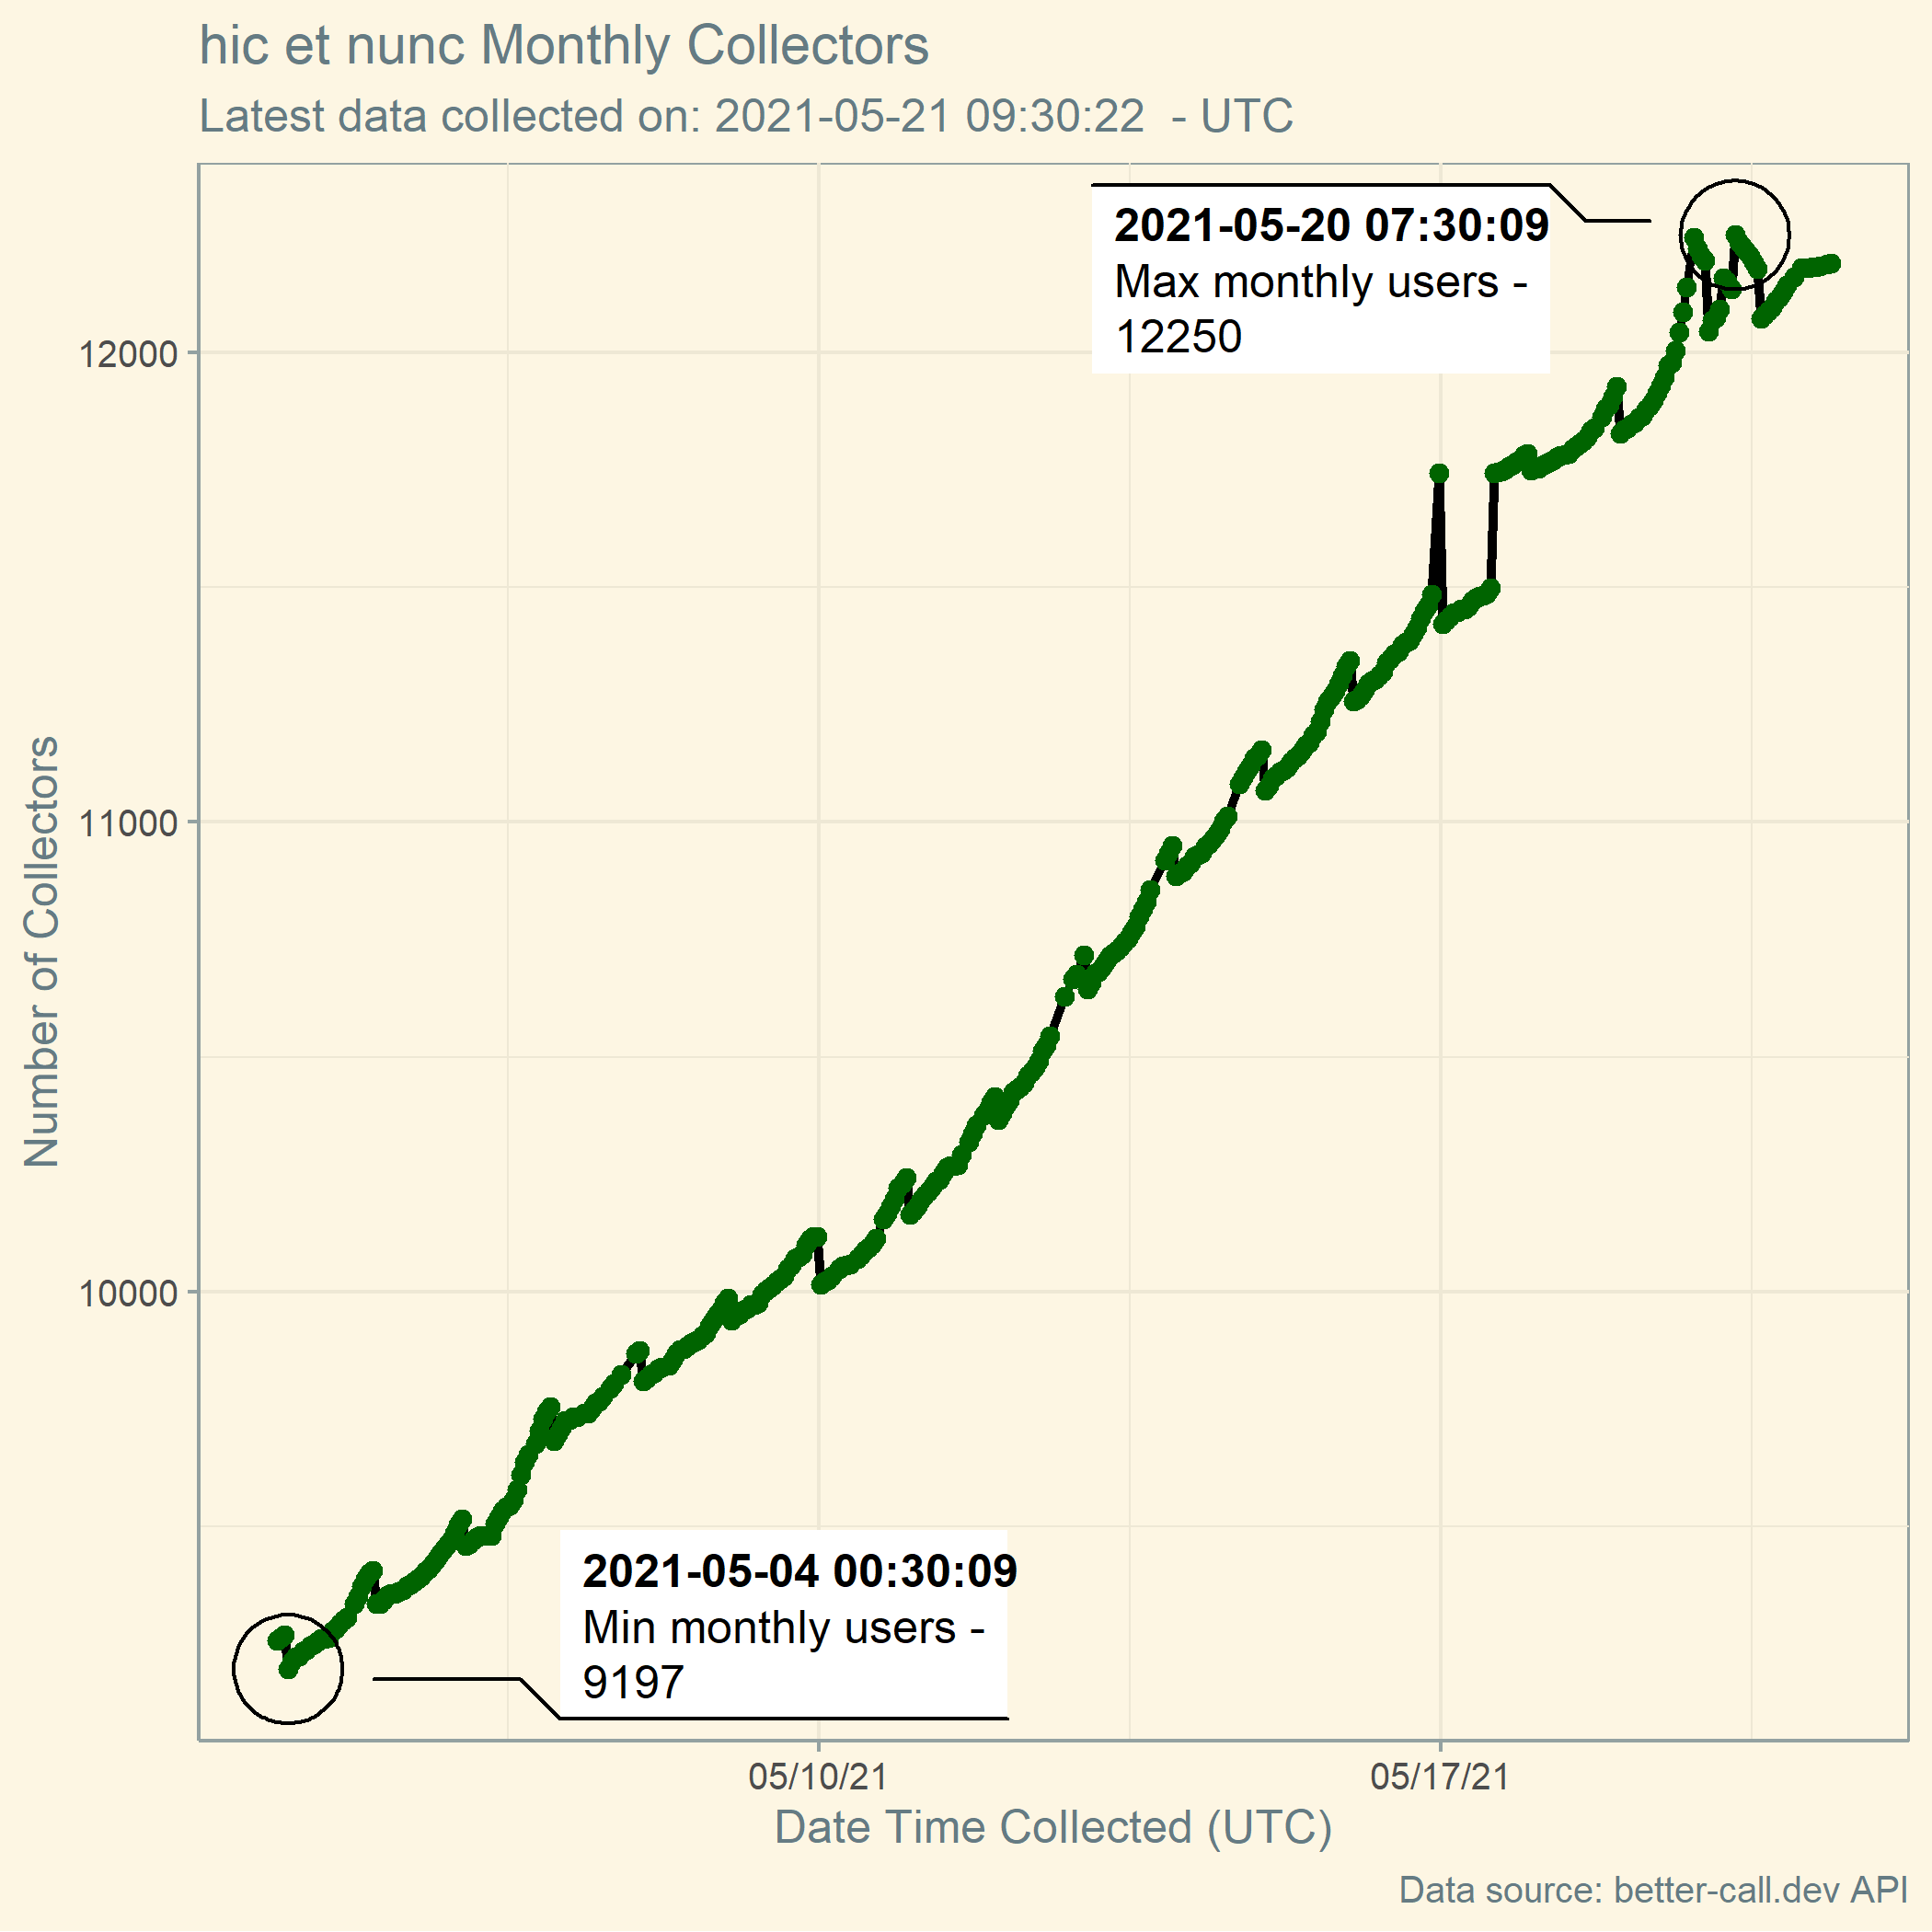 hic et nunc Monthly Collectors
Latest data collected on: 2021-05-21 09:30:22  - UTC
2021-05-20 07:30:09
Max monthly users -
12250
12000
11000
10000
Number of Collectors
2021-05-04 00:30:09
Min monthly users -
9197
05/10/21
05/17/21
Date Time Collected (UTC)
Data source: better-call.dev API